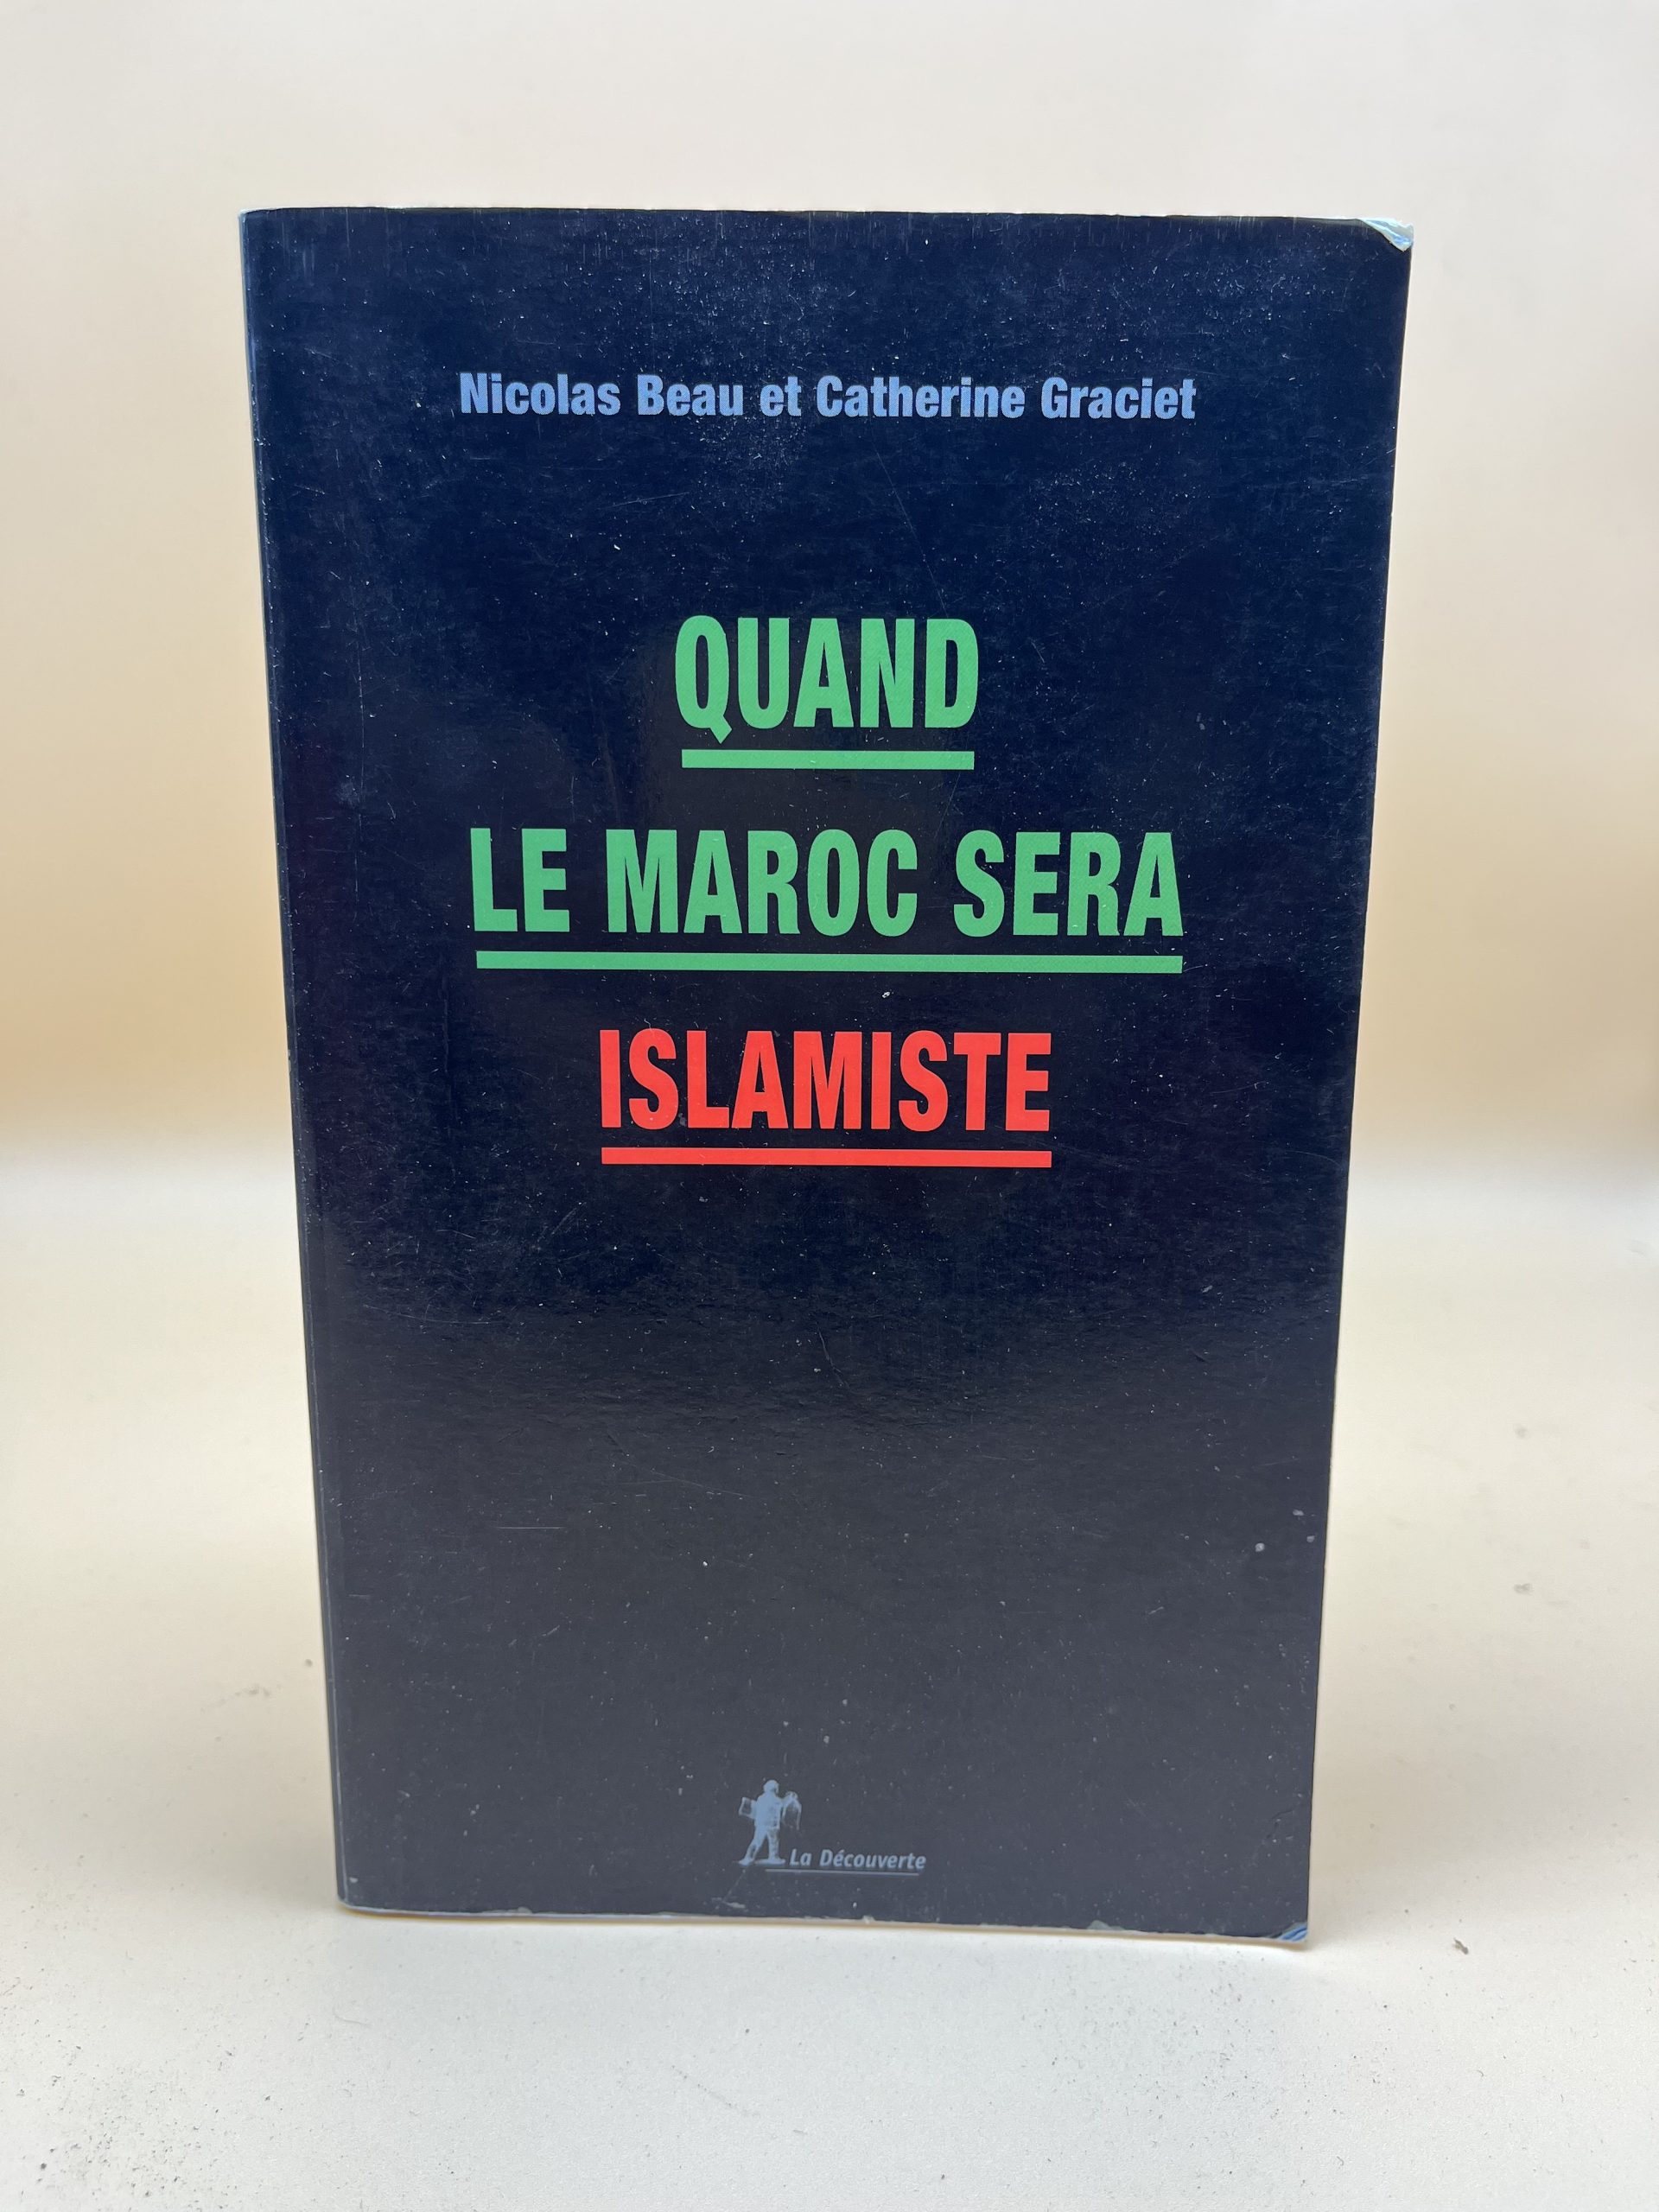 Nicolas Beau et Catherine Graciet
QUAND
LE MAROC SERA
ISLAMISTE
La Découverte